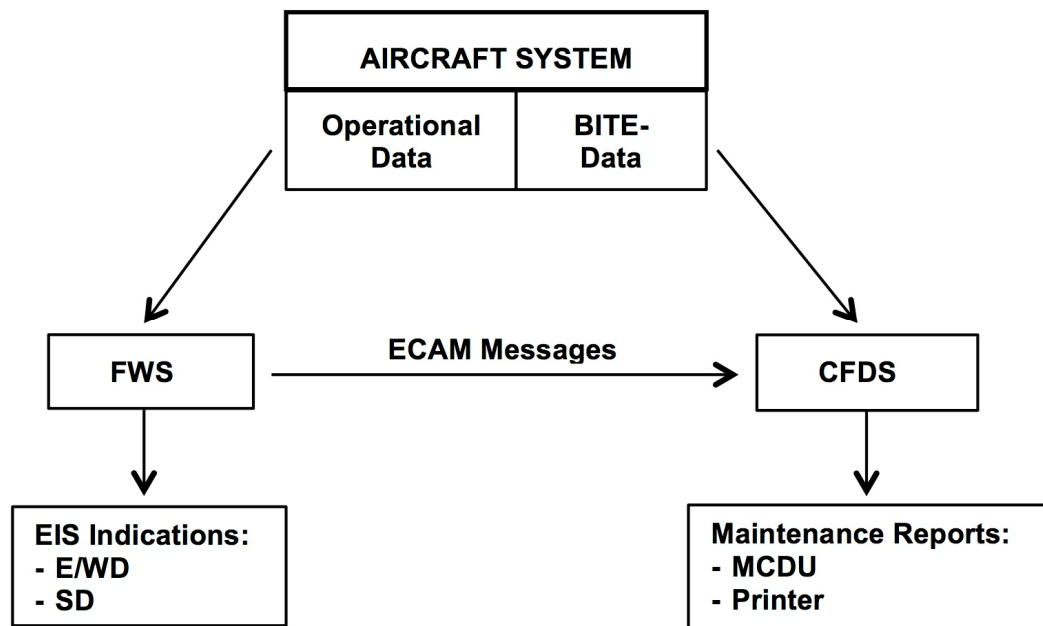 AIRCRAFT SYSTEM
Operational
Data
BITE-
Data
FWS
ECAM Messages
CFDS
EIS Indications:
- E/WD
- SD
Maintenance Reports:
- MCDU
- Printer